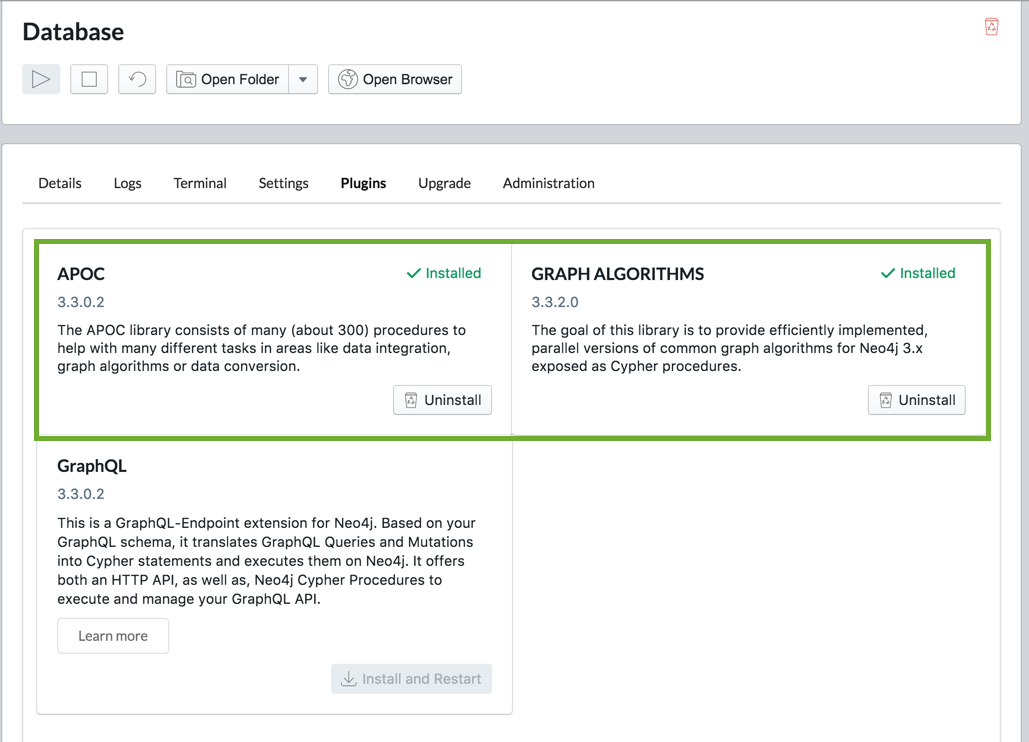 Database
Open Folder
Open Browser
Details Logs Terminal Settings Plugins Upgrade Administration
APOC
Installed
3.3.0.2
The APOC library consists of many (about 300) procedures to
help with many different tasks in areas like data integration,
graph algorithms or data conversion.
Uninstall
GRAPH ALGORITHMS
Installed
3.3.2.0
The goal of this library is to provide efficiently implemented,
parallel versions of common graph algorithms for Neo4j 3.x
exposed as Cypher procedures.
Uninstall
GraphQL
3.3.0.2
This is a GraphQL-Endpoint extension for Neo4j. Based on your
GraphQL schema, it translates GraphQL Queries and Mutations
into Cypher statements and executes them on Neo4j. It offers
both an HTTP API, as well as, Neo4j Cypher Procedures to
execute and manage your GraphQL API.
Learn more
Install and Restart